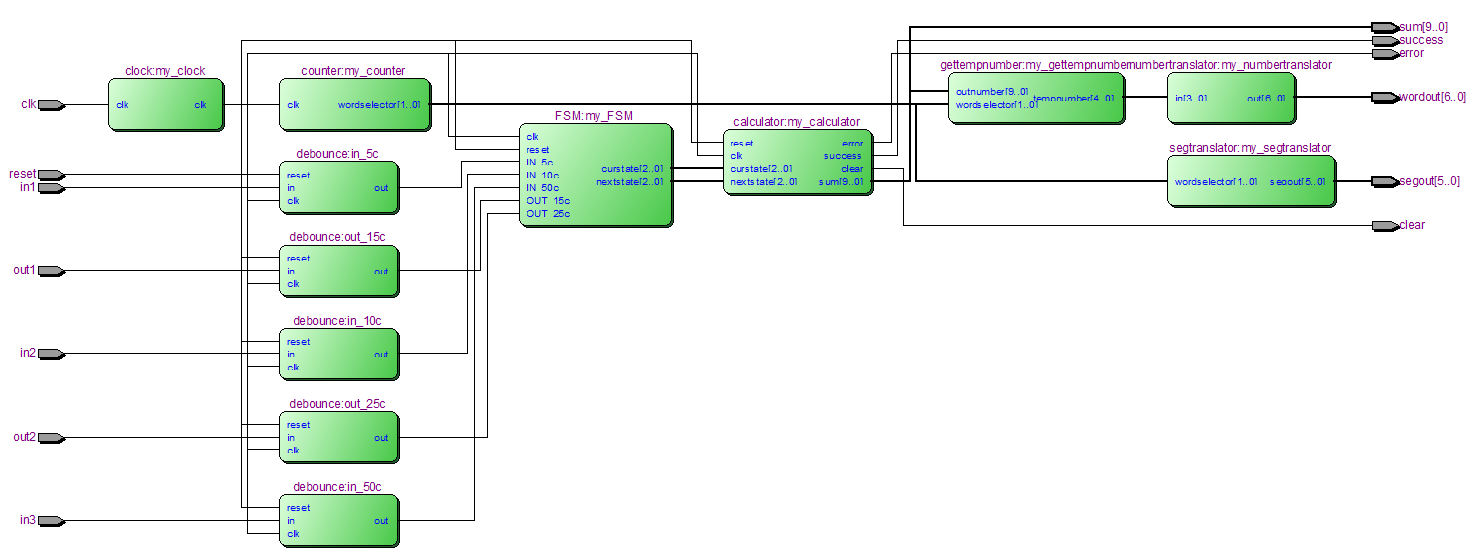 clk
reset
in1
out1
in2
out2
in3
clock:my_clock
clk clk
counter:my_counter
clk wordselector[1..0]
debounce:in_5c
reset
in out
clk
debounce:out_15c
reset
in out
clk
debounce:in_10c
reset
in out
clk
debounce:out_25c
reset
in out
clk
debounce:in_50c
reset
in out
clk
FSM:my_FSM
clk
reset
IN_5c
IN_10c
IN_50c
OUT_15c
OUT_25c
curstate[2..0]
nextstate[2..0]
calculator:my_calculator
reset error
clk success
curstate[2..0] clear
nextstate[2..0] sum[9..0]
gettempnumber:my_gettempnumbernumbertranslator:my_numbertranslator
outnumber[9..0]
wordselector[1..0] tempnumber[4..0]
in[3..0] out[6..0]
segtranslator:my_segtranslator
wordselector[1..0] segout[5..0]
sum[9..0]
success
error
wordout[6..0]
segout[5..0]
clear